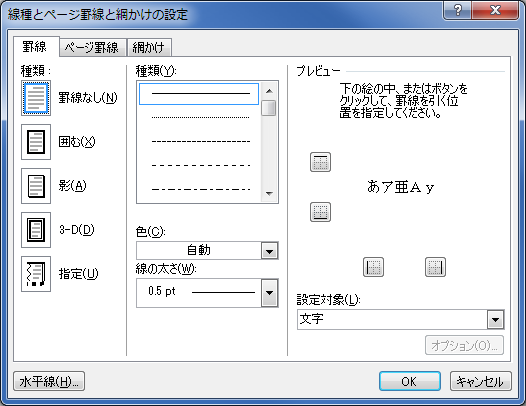 線種とページ罫線と網かけの設定
罫線
ページ罫線
網かけ
種類:
罫線なし(N)
囲む(X)
影(A)
3-D(D)
指定(U)
種類(Y):
色(C):
自動
線の太さ(W):
0.5 pt
プレビュー
下の絵の中、またはボタンを
クリックして、罫線を引く位
置を指定してください。
あア亜Ａｙ
設定対象(L):
文字
オプション(O)...
水平線(H)...
OK
キャンセル